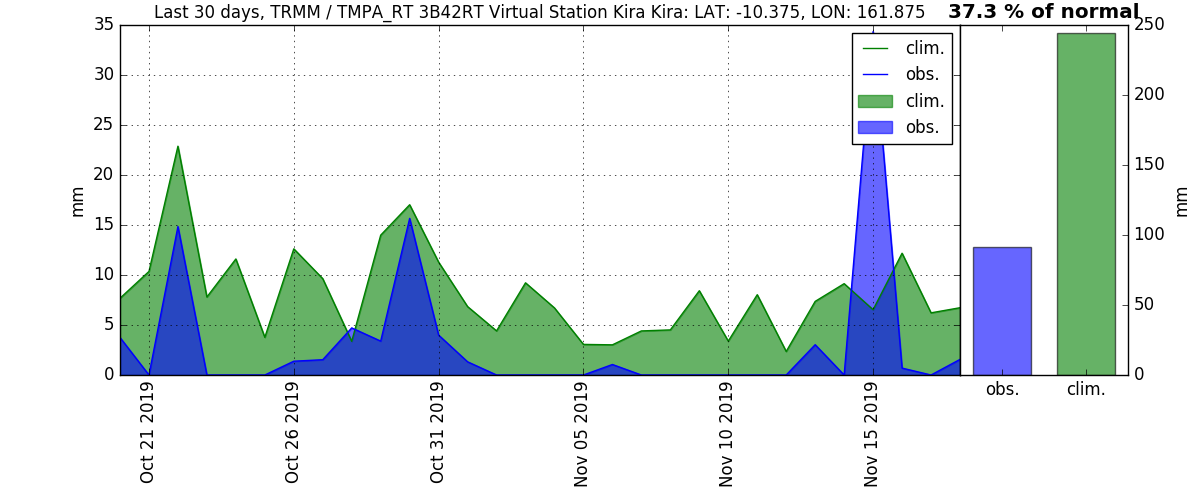 Last 30 days, TRMM / TMPA_RT 3B42RT Virtual Station Kira Kira: LAT: -10.375, LON: 161.875
37.3 % of normal
35
30
25
20
15
10
5
0
mm
clim.
obs.
clim.
obs.
250
200
150
100
50
0
mm
obs.
clim.
Oct 21 2019
Oct 26 2019
Oct 31 2019
Nov 05 2019
Nov 10 2019
Nov 15 2019